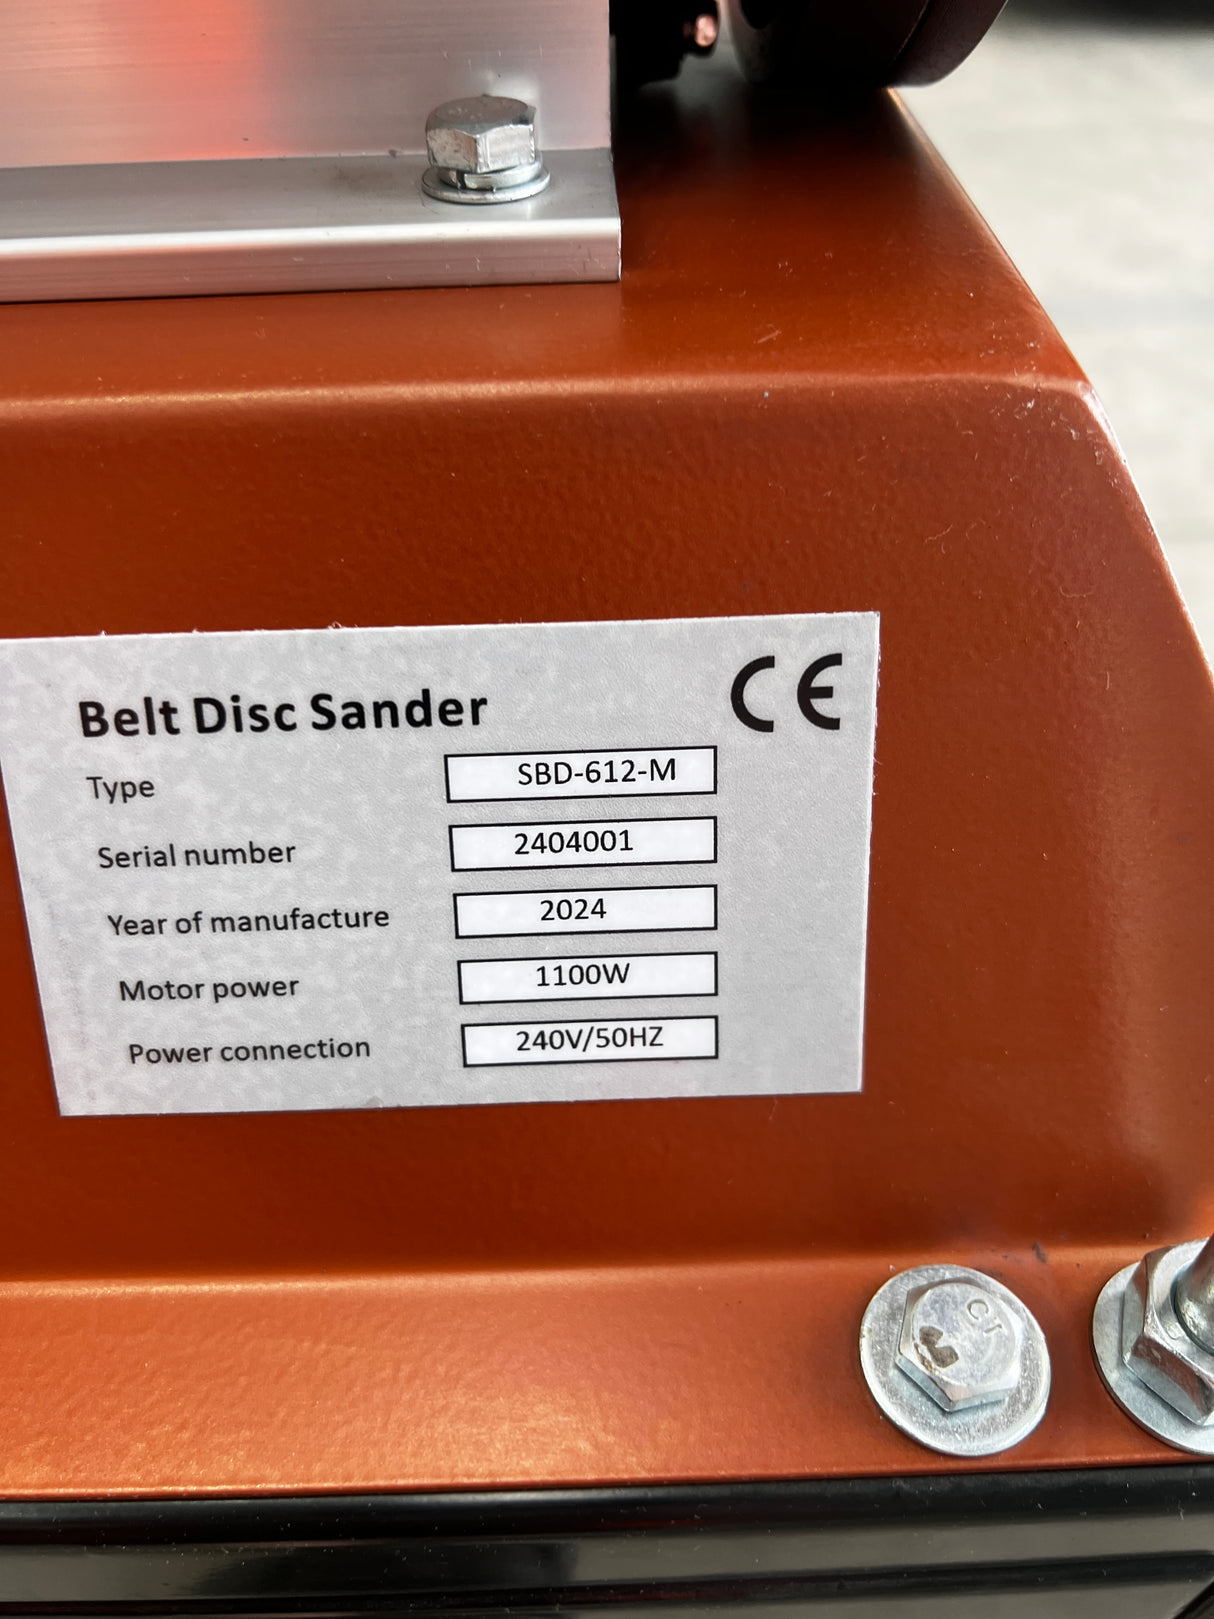 Belt Disc Sander CE
Type SBD-612-M
Serial number 2404001
Year of manufacture 2024
Motor power 1100W
Power connection 240V/50HZ